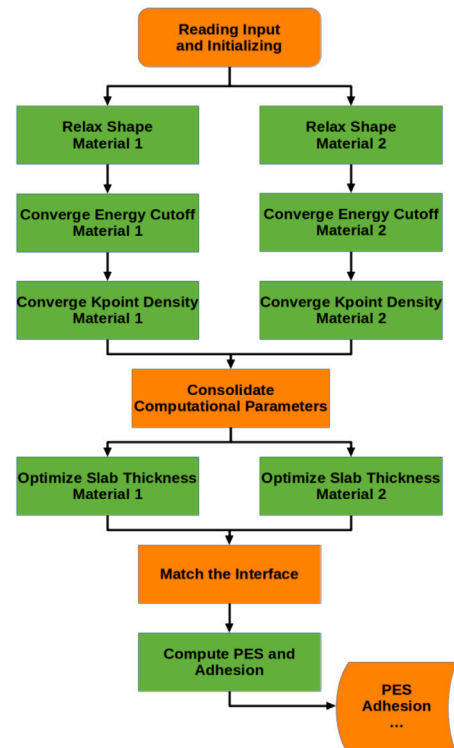 Reading Input
and Initializing
Relax Shape
Material 1
Relax Shape
Material 2
Converge Energy Cutoff
Material 1
Converge Energy Cutoff
Material 2
Converge Kpoint Density
Material 1
Converge Kpoint Density
Material 2
Consolidate
Computational Parameters
Optimize Slab Thickness
Material 1
Optimize Slab Thickness
Material 2
Match the Interface
Compute PES and
Adhesion
PES
Adhesion
...